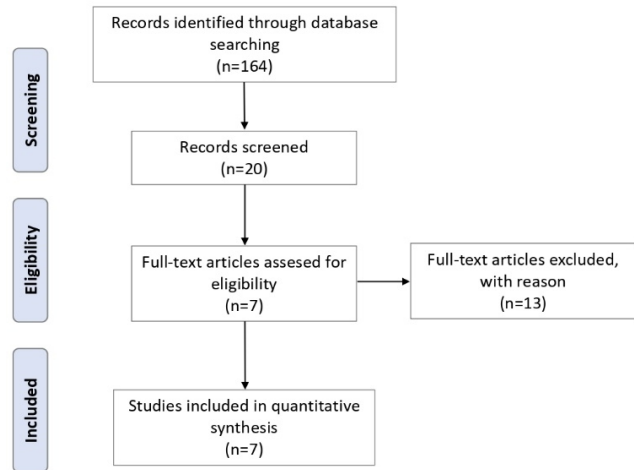 Records identified through database
searching
(n=164)
Screening
Records screened
(n=20)
Eligibility
Full-text articles assesed for
eligibility
(n=7)
Full-text articles excluded,
with reason
(n=13)
Included
Studies included in quantitative
synthesis
(n=7)